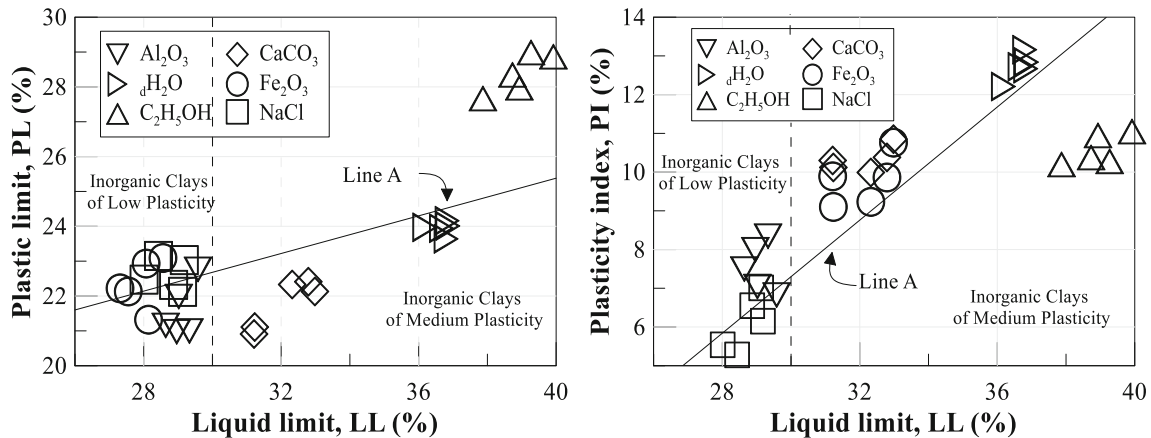 30
28
26
24
22
20
Plastic limit, PL (%)
Al₂O₃
CaCO₃
dH₂O
Fe₂O₃
C₂H₅OH
NaCl
Line A
Inorganic Clays
of Low Plasticity
Inorganic Clays
of Medium Plasticity
28
32
36
40
Liquid limit, LL (%)
14
12
10
8
6
Plasticity index, PI (%)
Al₂O₃
CaCO₃
dH₂O
Fe₂O₃
C₂H₅OH
NaCl
Inorganic Clays
of Low Plasticity
Line A
Inorganic Clays
of Medium Plasticity
28
32
36
40
Liquid limit, LL (%)